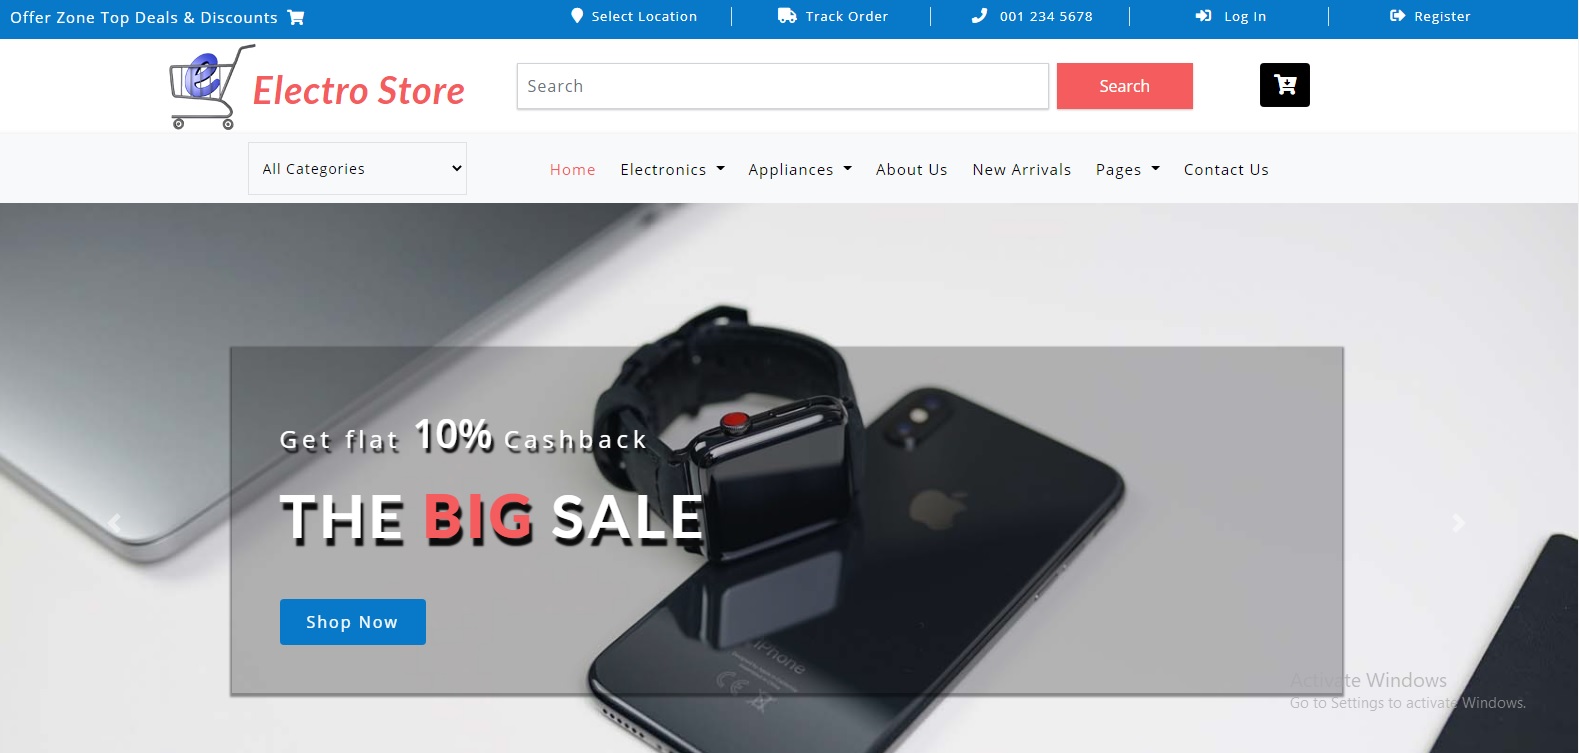 Offer Zone Top Deals & Discounts
Select Location
Track Order
001 234 5678
Log In
Register
Electro Store
Search
Search
All Categories
Home
Electronics
Appliances
About Us
New Arrivals
Pages
Contact Us
Get flat 10% Cashback
THE BIG SALE
Shop Now
iPhone
Activate Windows
Go to Settings to activate Windows.